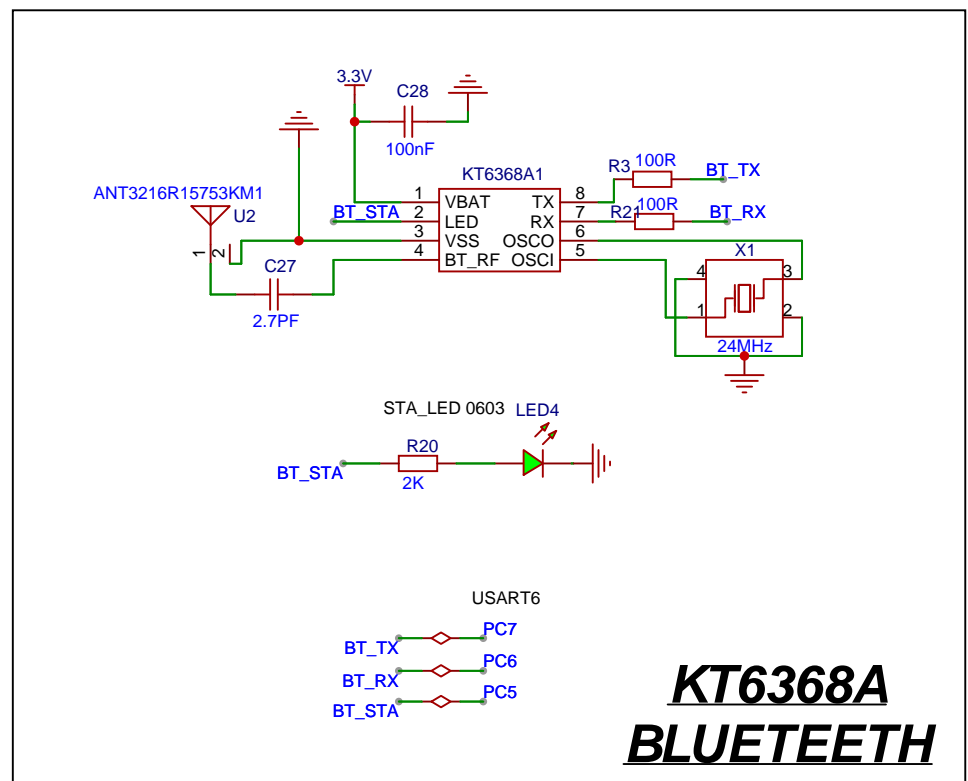 3.3V
C28
100nF
KT6368A1
R3 100R
BT_TX
ANT3216R15753KM1
U2
1 VBAT TX 8
BT_STA 2 LED RX 7
R21 100R BT_RX
3 VSS OSCO 6
4 BT_RF OSCI 5
1 2
C27
2.7PF
X1
4 3
1 2
24MHz
STA_LED 0603 LED4
R20
BT_STA
2K
USART6
BT_TX PC7
BT_RX PC6
BT_STA PC5
KT6368A
BLUETEETH